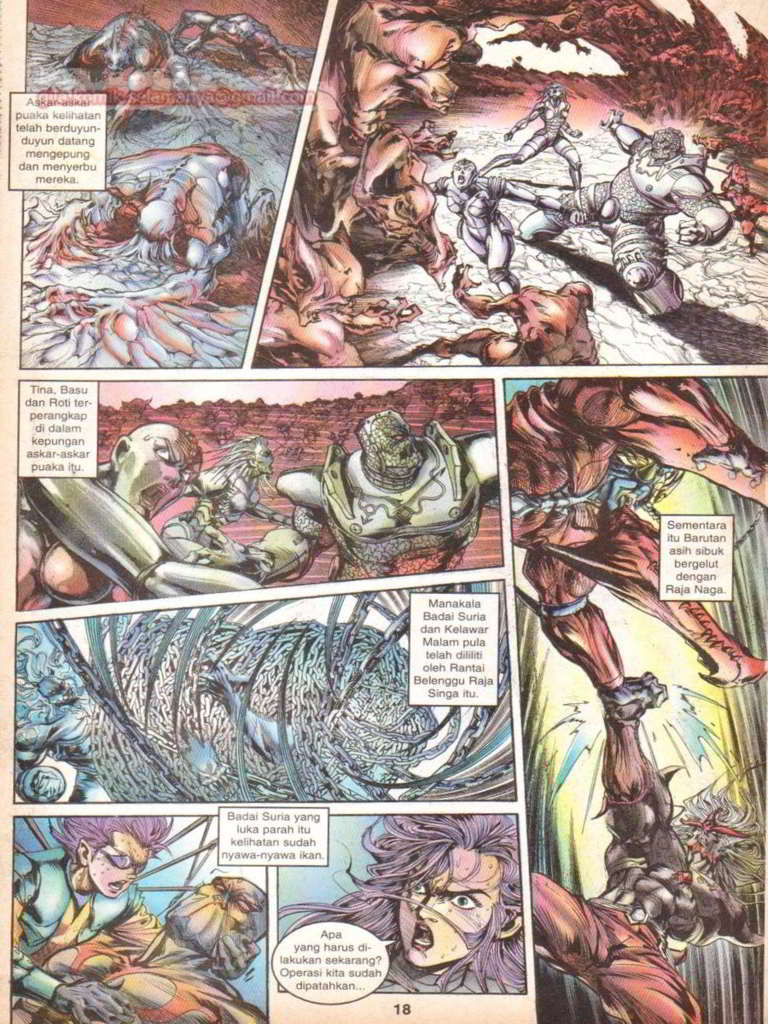 Askar-askar
puaka kelihatan
telah berduyun-
duyun datang
mengepung
dan menyerbu
mereka.
Tina, Basu
dan Roti ter-
perangkap
di dalam
kepungan
askar-askar
puaka itu.
Sementara
itu Barutan
asih sibuk
bergelut
dengan
Raja Naga.
Manakala
Badai Suria
dan Kelawar
Malam pula
telah dililiti
oleh Rantai
Belenggu Raja
Singa itu.
Badai Suria yang
luka parah itu
kelihatan sudah
nyawa-nyawa ikan.
Apa
yang harus di-
lakukan sekarang?
Operasi kita sudah
dipatahkan...
18